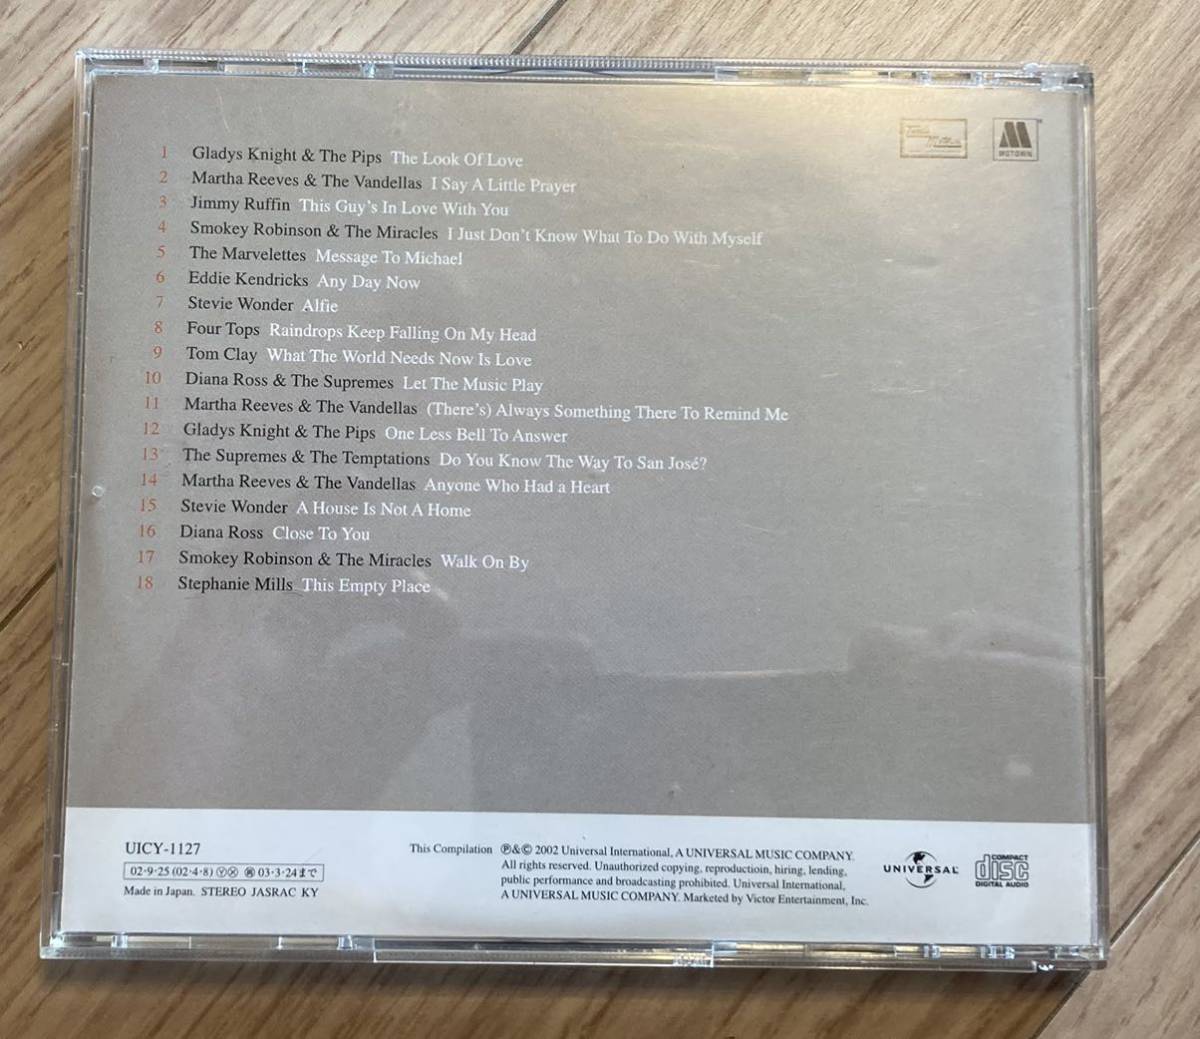 MOTOWN
1 Gladys Knight & The Pips The Look Of Love
2 Martha Reeves & The Vandellas I Say A Little Prayer
3 Jimmy Ruffin This Guy's In Love With You
4 Smokey Robinson & The Miracles I Just Don't Know What To Do With Myself
5 The Marvelettes Message To Michael
6 Eddie Kendricks Any Day Now
7 Stevie Wonder Alfie
8 Four Tops Raindrops Keep Falling On My Head
9 Tom Clay What The World Needs Now Is Love
10 Diana Ross & The Supremes Let The Music Play
11 Martha Reeves & The Vandellas (There's) Always Something There To Remind Me
12 Gladys Knight & The Pips One Less Bell To Answer
13 The Supremes & The Temptations Do You Know The Way To San José?
14 Martha Reeves & The Vandellas Anyone Who Had a Heart
15 Stevie Wonder A House Is Not A Home
16 Diana Ross Close To You
17 Smokey Robinson & The Miracles Walk On By
18 Stephanie Mills This Empty Place
UICY-1127
02·9·25 (02·4·8) ⓎⓍ 03·3·24まで
Made in Japan. STEREO JASRAC KY
This Compilation ℗&© 2002 Universal International, A UNIVERSAL MUSIC COMPANY.
All rights reserved. Unauthorized copying, reproductioin, hiring, lending,
public performance and broadcasting prohibited. Universal International,
A UNIVERSAL MUSIC COMPANY. Marketed by Victor Entertainment, Inc.
UNIVERSAL
COMPACT
disc
DIGITAL AUDIO